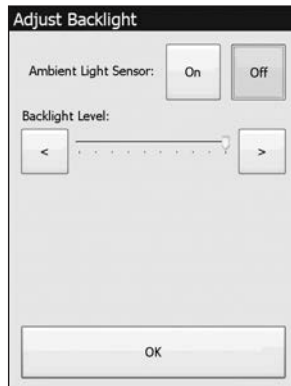 Adjust Backlight
Ambient Light Sensor: On Off
Backlight Level:
< >
OK